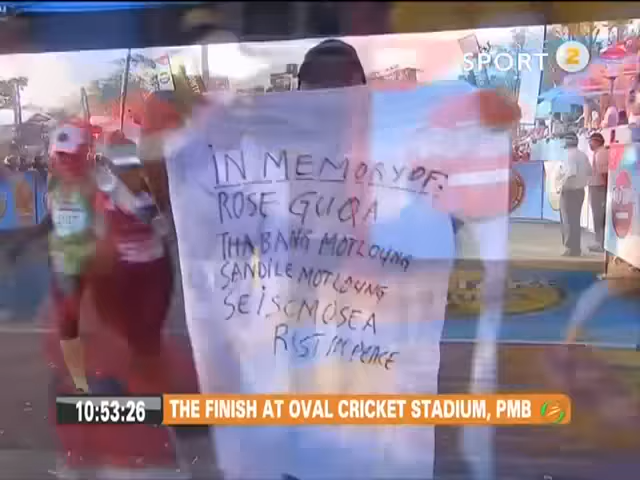 SPORT 2
IN MEMORY OF:
ROSE GUQA
THABANG MOTLOUNG
SANDILE MOTLOUNG
SEISO MOSEA
REST IN PEACE
10:53:26 THE FINISH AT OVAL CRICKET STADIUM, PMB